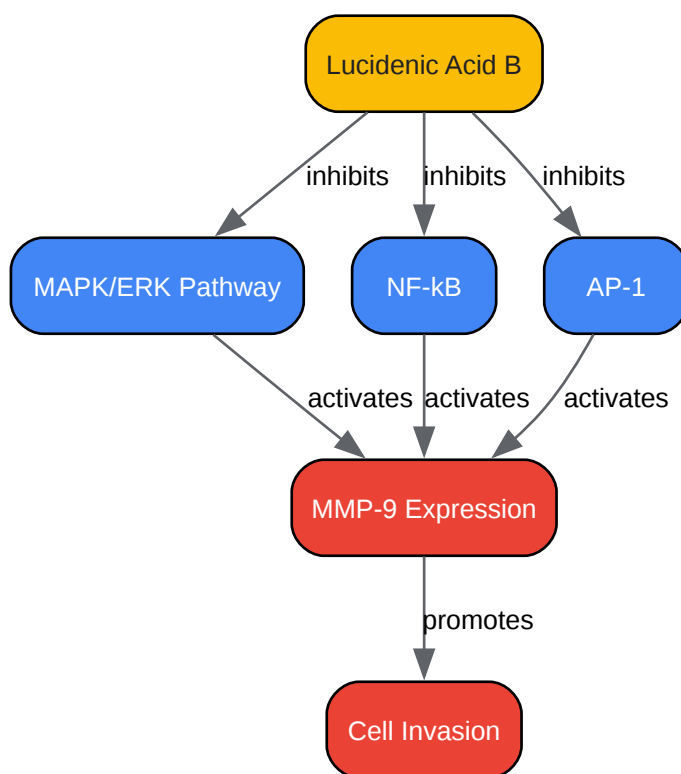 Lucidenic Acid B
inhibits inhibits inhibits
MAPK/ERK Pathway NF-kB AP-1
activates activates activates
MMP-9 Expression
promotes
Cell Invasion